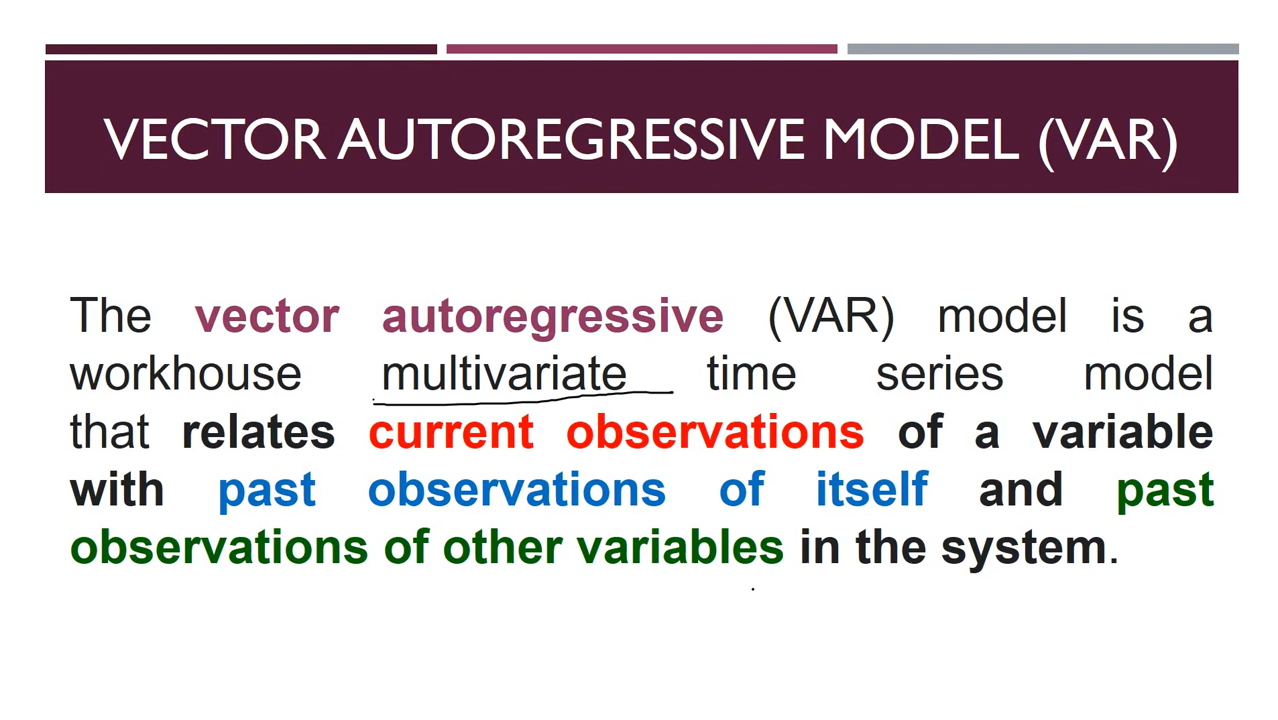 VECTOR AUTOREGRESSIVE MODEL (VAR)
The vector autoregressive (VAR) model is a
workhouse multivariate time series model
that relates current observations of a variable
with past observations of itself and past
observations of other variables in the system.